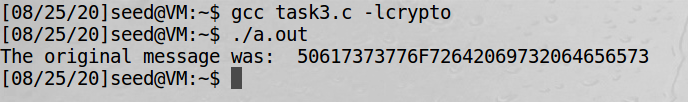 [08/25/20]seed@VM:~$ gcc task3.c -lcrypto
[08/25/20]seed@VM:~$ ./a.out
The original message was:  50617373776F72642069732064656573
[08/25/20]seed@VM:~$